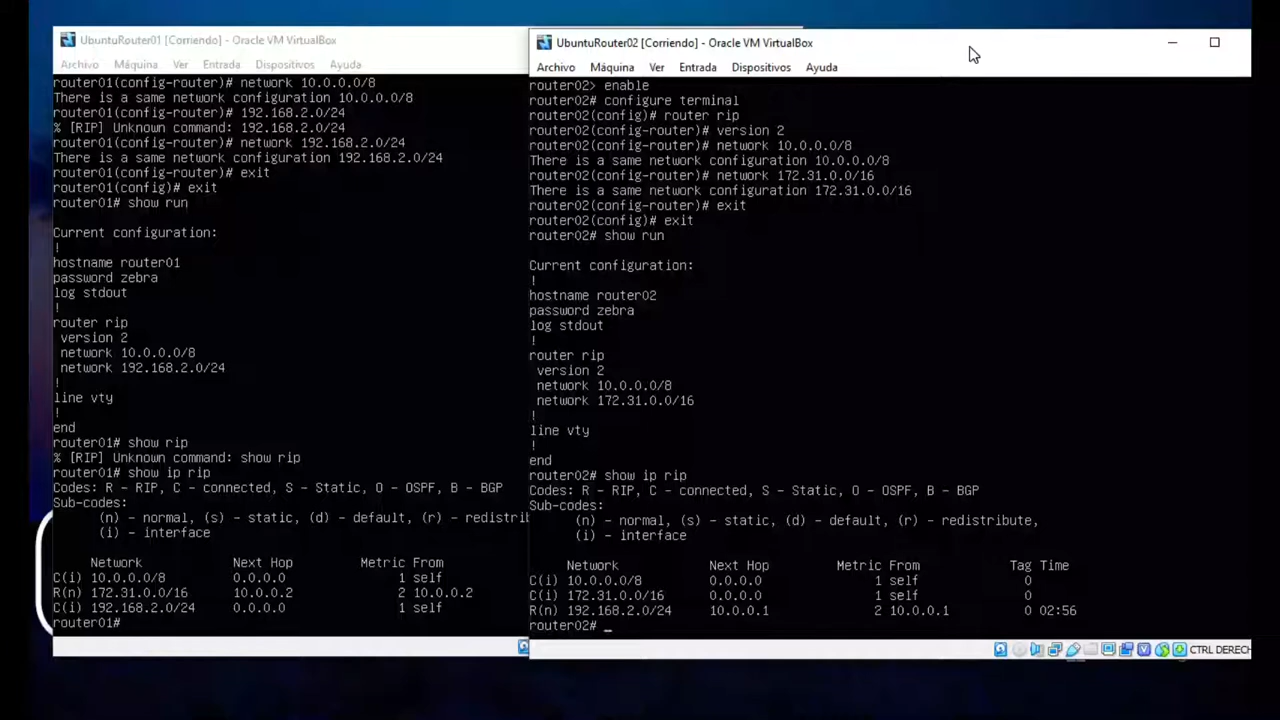 UbuntuRouter01 [Corriendo] - Oracle VM VirtualBox
Archivo Máquina Ver Entrada Dispositivos Ayuda
router01(config-router)# network 10.0.0.0/8
There is a same network configuration 10.0.0.0/8
router01(config-router)# 192.168.2.0/24
% [RIP] Unknown command: 192.168.2.0/24
router01(config-router)# network 192.168.2.0/24
There is a same network configuration 192.168.2.0/24
router01(config-router)# exit
router01(config)# exit
router01# show run
Current configuration:
!
hostname router01
password zebra
log stdout
!
router rip
version 2
network 10.0.0.0/8
network 192.168.2.0/24
!
line vty
!
end
router01# show rip
% [RIP] Unknown command: show rip
router01# show ip rip
Codes: R - RIP, C - connected, S - Static, O - OSPF, B - BGP
Sub-codes:
(n) - normal, (s) - static, (d) - default, (r) - redistrib
(i) - interface
Network Next Hop Metric From
C(i) 10.0.0.0/8 0.0.0.0 1 self
R(n) 172.31.0.0/16 10.0.0.2 2 10.0.0.2
C(i) 192.168.2.0/24 0.0.0.0 1 self
router01#
UbuntuRouter02 [Corriendo] - Oracle VM VirtualBox
Archivo Máquina Ver Entrada Dispositivos Ayuda
router02> enable
router02# configure terminal
router02(config)# router rip
router02(config-router)# version 2
router02(config-router)# network 10.0.0.0/8
There is a same network configuration 10.0.0.0/8
router02(config-router)# network 172.31.0.0/16
There is a same network configuration 172.31.0.0/16
router02(config-router)# exit
router02(config)# exit
router02# show run
Current configuration:
!
hostname router02
password zebra
log stdout
!
router rip
version 2
network 10.0.0.0/8
network 172.31.0.0/16
!
line vty
!
end
router02# show ip rip
Codes: R - RIP, C - connected, S - Static, O - OSPF, B - BGP
Sub-codes:
(n) - normal, (s) - static, (d) - default, (r) - redistribute,
(i) - interface
Network Next Hop Metric From Tag Time
C(i) 10.0.0.0/8 0.0.0.0 1 self 0
C(i) 172.31.0.0/16 0.0.0.0 1 self 0
R(n) 192.168.2.0/24 10.0.0.1 2 10.0.0.1 0 02:56
router02# _
CTRL DERECH